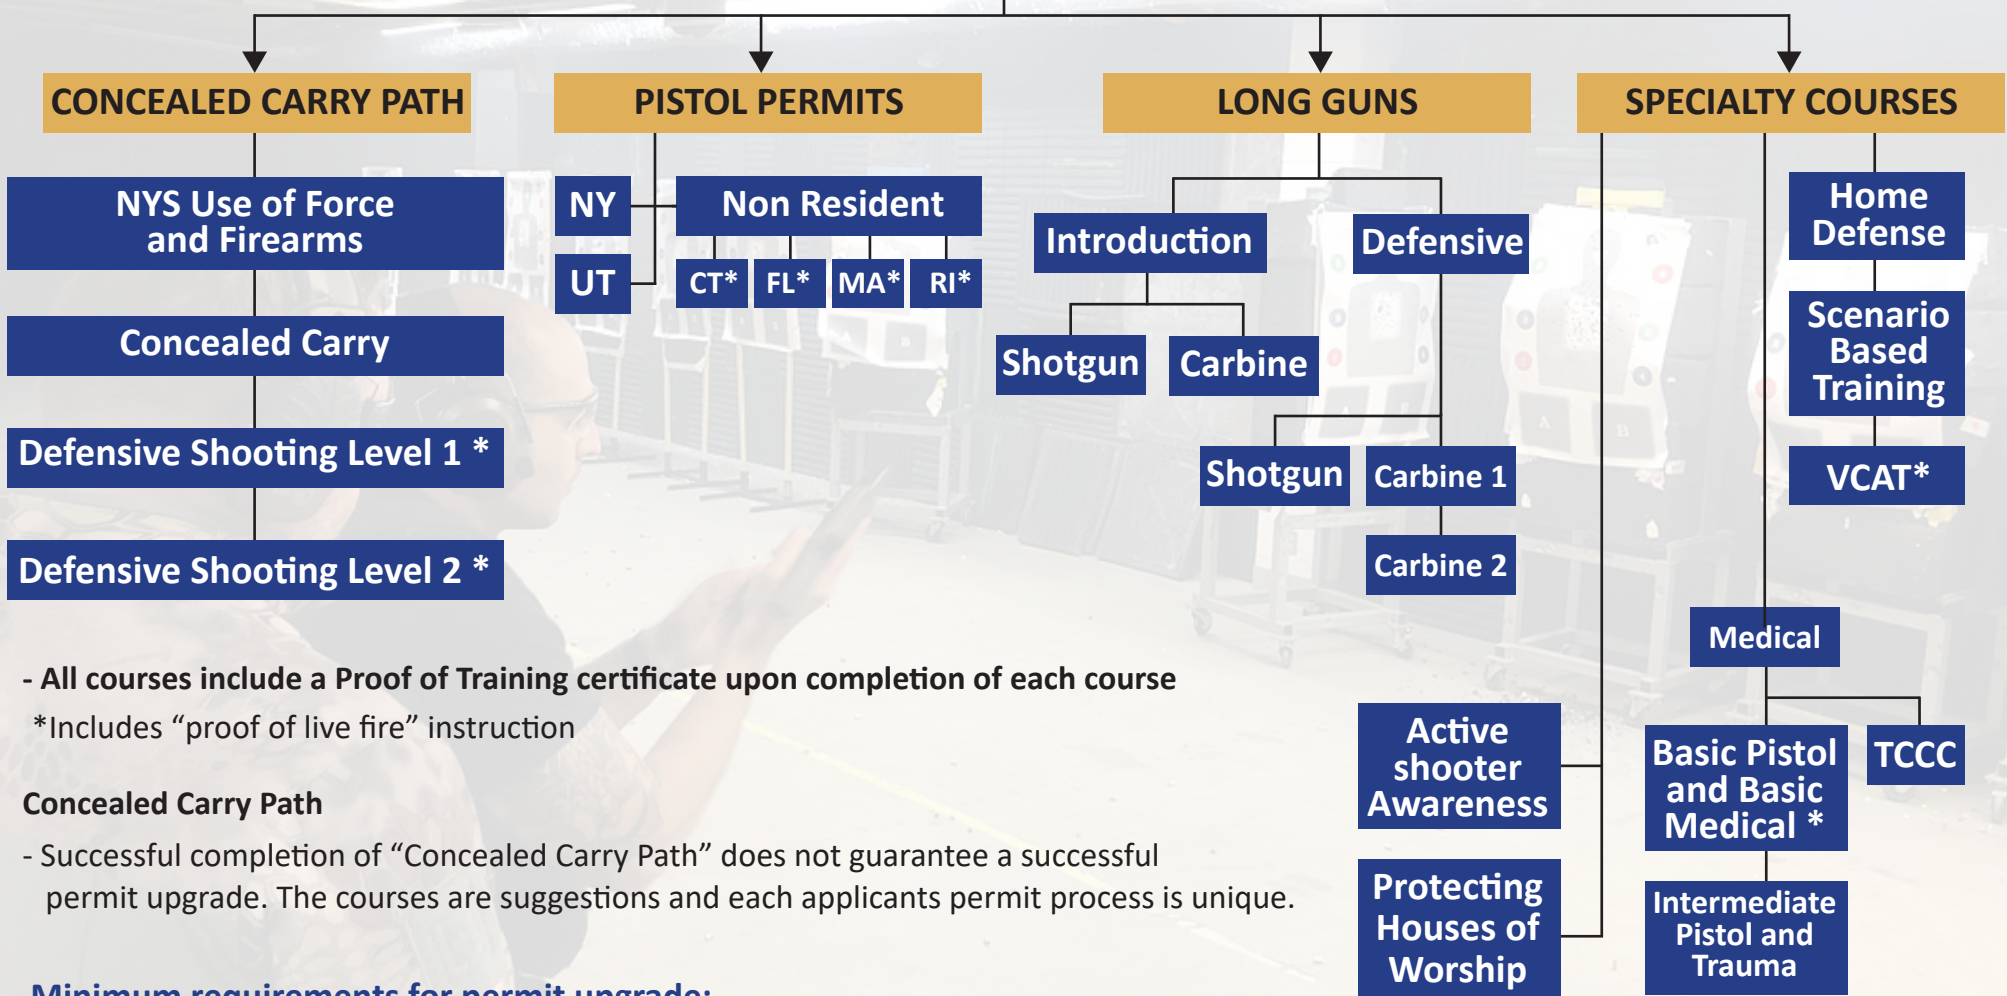 CONCEALED CARRY PATH
NYS Use of Force
and Firearms
Concealed Carry
Defensive Shooting Level 1 *
Defensive Shooting Level 2 *
PISTOL PERMITS
NY
UT
Non Resident
CT*
FL*
MA*
RI*
LONG GUNS
Introduction
Shotgun
Carbine
Defensive
Shotgun
Carbine 1
Carbine 2
SPECIALTY COURSES
Home
Defense
Scenario
Based
Training
VCAT*
Medical
Basic Pistol
and Basic
Medical *
TCCC
Intermediate
Pistol and
Trauma
Active
shooter
Awareness
Protecting
Houses of
Worship
- All courses include a Proof of Training certificate upon completion of each course
*Includes “proof of live fire” instruction
Concealed Carry Path
- Successful completion of “Concealed Carry Path” does not guarantee a successful
permit upgrade. The courses are suggestions and each applicants permit process is unique.
Minimum requirements for permit upgrade: